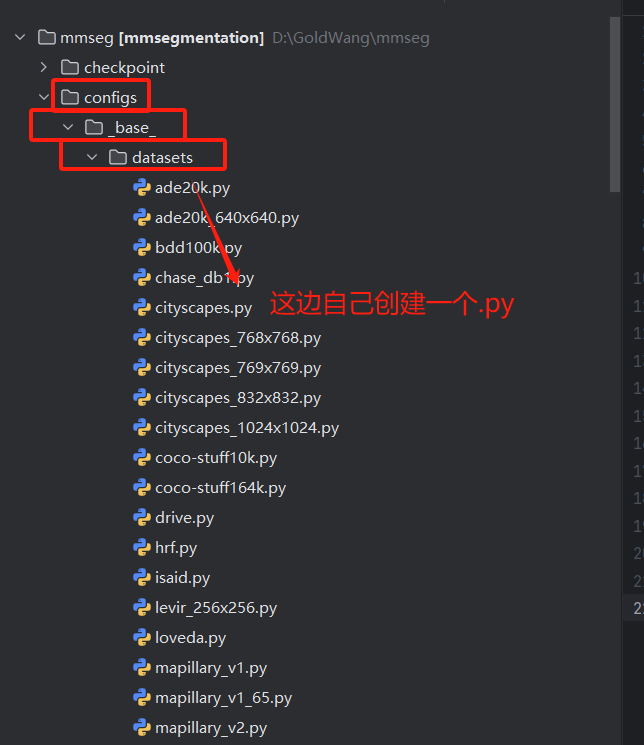 mmseg [mmsegmentation] D:\GoldWang\mmseg
checkpoint
configs
_base_
datasets
ade20k.py
ade20k_640x640.py
bdd100k.py
chase_db1.py
cityscapes.py
这边自己创建一个.py
cityscapes_768x768.py
cityscapes_769x769.py
cityscapes_832x832.py
cityscapes_1024x1024.py
coco-stuff10k.py
coco-stuff164k.py
drive.py
hrf.py
isaid.py
levir_256x256.py
loveda.py
mapillary_v1.py
mapillary_v1_65.py
mapillary_v2.py